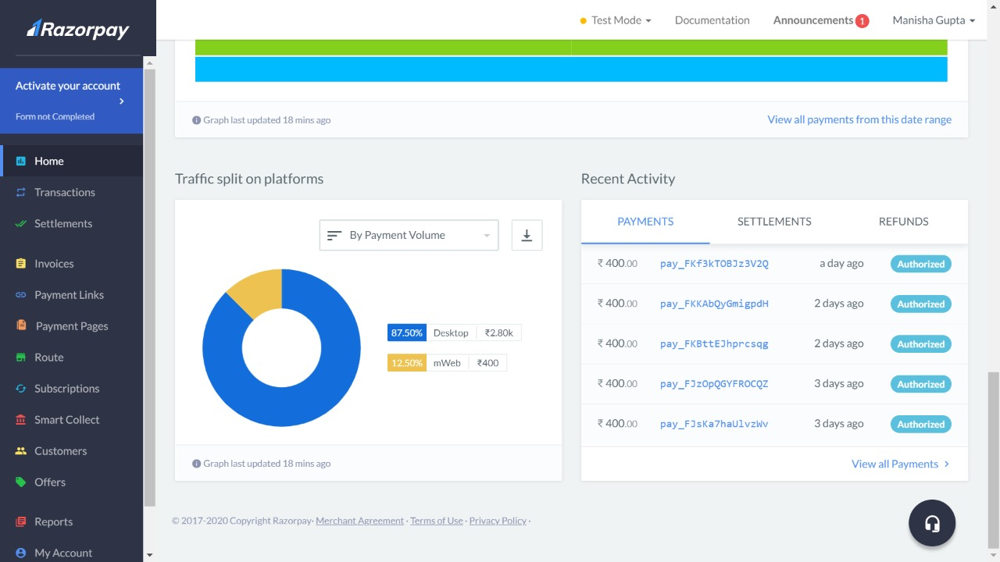 Razorpay
Test Mode
Documentation
Announcements 1
Manisha Gupta
Activate your account
Form not Completed
Home
Transactions
Settlements
Invoices
Payment Links
Payment Pages
Route
Subscriptions
Smart Collect
Customers
Offers
Reports
My Account
Graph last updated 18 mins ago
View all payments from this date range
Traffic split on platforms
By Payment Volume
87.50% Desktop ₹2.80k
12.50% mWeb ₹400
Graph last updated 18 mins ago
Recent Activity
PAYMENTS SETTLEMENTS REFUNDS
₹ 400.00 pay_FKf3kTOBJz3V2Q a day ago Authorized
₹ 400.00 pay_FKKAbQyGmigpdH 2 days ago Authorized
₹ 400.00 pay_FKBttEJhprcsqg 2 days ago Authorized
₹ 400.00 pay_FJzOpQGYFROCQZ 3 days ago Authorized
₹ 400.00 pay_FJsKa7haUlvzWv 3 days ago Authorized
View all Payments
© 2017-2020 Copyright Razorpay· Merchant Agreement · Terms of Use · Privacy Policy ·